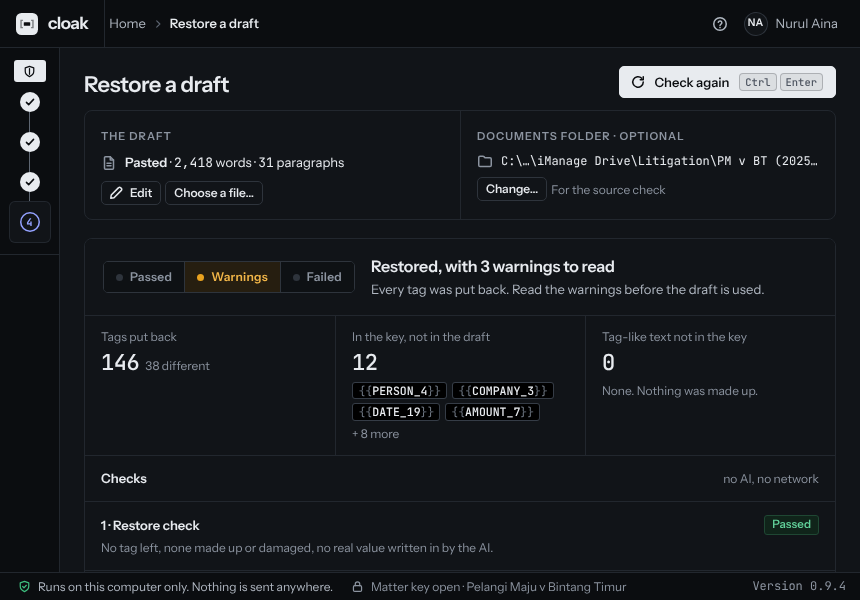 cloak
Home > Restore a draft
NA Nurul Aina
Restore a draft
Check again Ctrl Enter
THE DRAFT
Pasted · 2,418 words · 31 paragraphs
Edit
Choose a file…
DOCUMENTS FOLDER · OPTIONAL
C:\…\iManage Drive\Litigation\PM v BT (2025…
Change… For the source check
4
Passed
Warnings
Failed
Restored, with 3 warnings to read
Every tag was put back. Read the warnings before the draft is used.
Tags put back
146 38 different
In the key, not in the draft
12
{{PERSON_4}} {{COMPANY_3}}
{{DATE_19}} {{AMOUNT_7}}
+ 8 more
Tag-like text not in the key
0
None. Nothing was made up.
Checks
no AI, no network
1 · Restore check
Passed
No tag left, none made up or damaged, no real value written in by the AI.
Runs on this computer only. Nothing is sent anywhere.
Matter key open · Pelangi Maju v Bintang Timur
Version 0.9.4